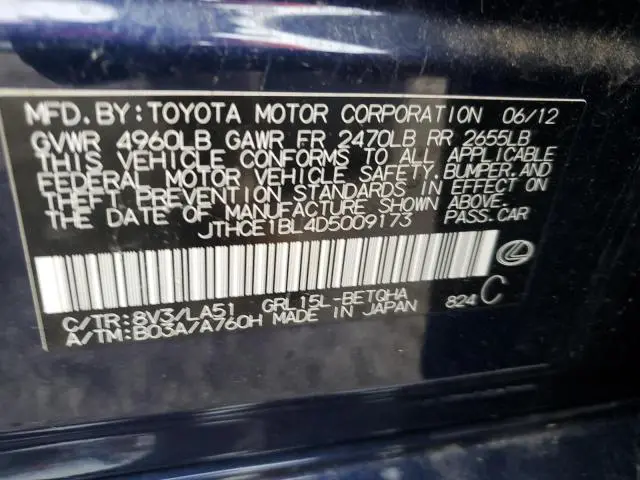 MFD. BY: TOYOTA MOTOR CORPORATION 06/12
GVWR 4960LB GAWR FR 2470LB RR 2655LB
THIS VEHICLE CONFORMS TO ALL APPLICABLE
FEDERAL MOTOR VEHICLE SAFETY, BUMPER, AND
THEFT PREVENTION STANDARDS IN EFFECT ON
THE DATE OF MANUFACTURE SHOWN ABOVE.
JTHCE1BL4D5009173 PASS. CAR
C/TR: 8V3/LA51 GRL15L-BETQHA 824 C
A/TM: B03A/A760H MADE IN JAPAN